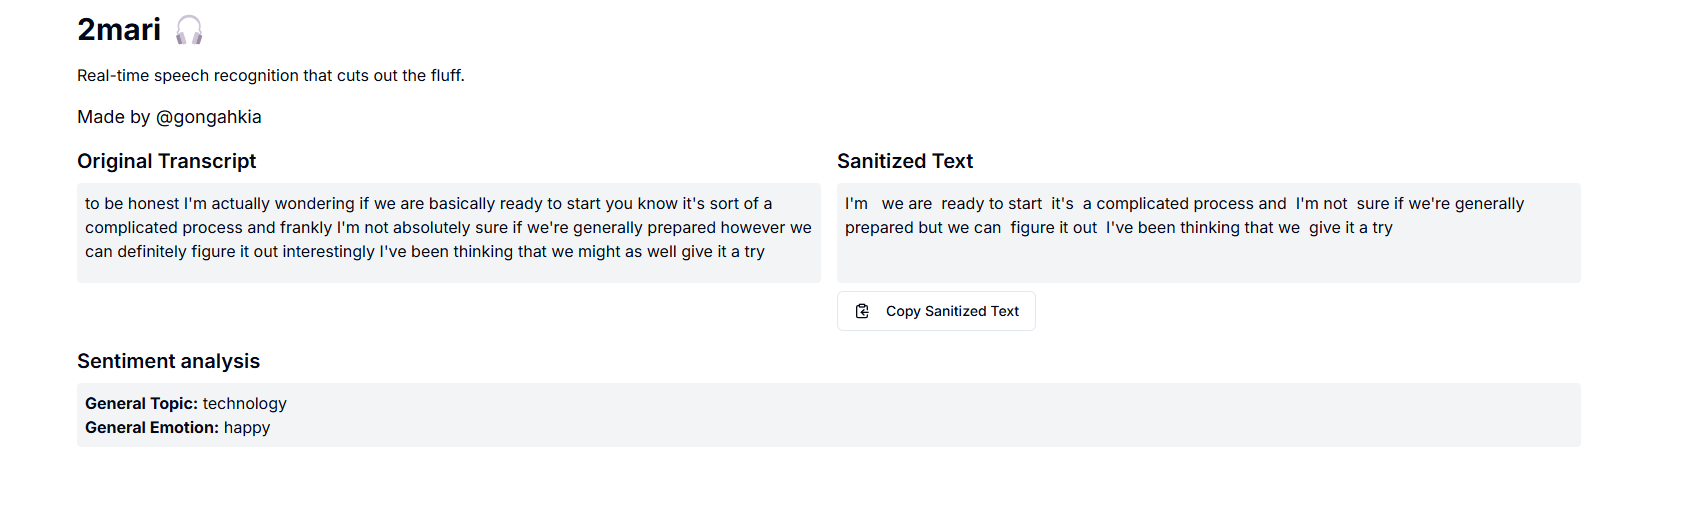 2mari
Real-time speech recognition that cuts out the fluff.
Made by @gongahkia
Original Transcript
to be honest I'm actually wondering if we are basically ready to start you know it's sort of a
complicated process and frankly I'm not absolutely sure if we're generally prepared however we
can definitely figure it out interestingly I've been thinking that we might as well give it a try
Sanitized Text
I'm   we are  ready to start  it's  a complicated process and  I'm not  sure if we're generally
prepared but we can  figure it out  I've been thinking that we  give it a try
Copy Sanitized Text
Sentiment analysis
General Topic: technology
General Emotion: happy